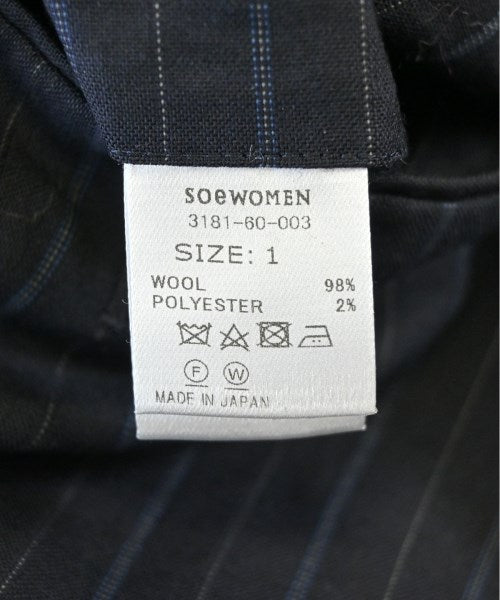 soeWOMEN
3181-60-003
SIZE: 1
WOOL 98%
POLYESTER 2%
F W
MADE IN JAPAN